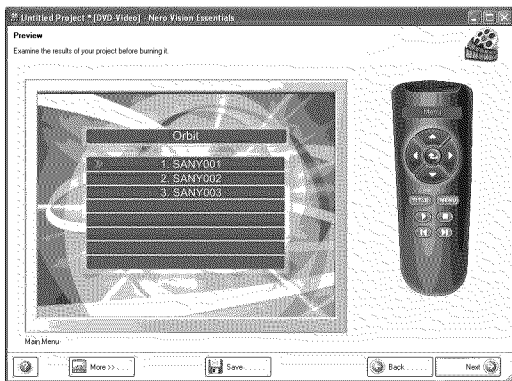 Untitled Project *[DVD-Video] - Nero Vision Essentials
Preview
Examine the results of your project before burning it.
Orbit
1. SANY001
2. SANY002
3. SANY003
Menu
TITLE MENU
Main Menu
More >>
Save
Back
Next